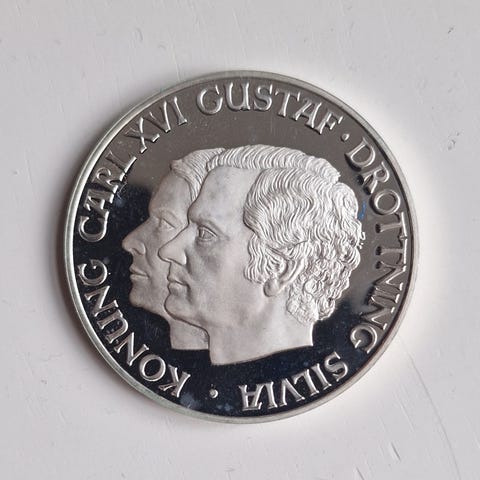 KONUNG CARL XVI GUSTAF · DROTTNING SILVIA ·